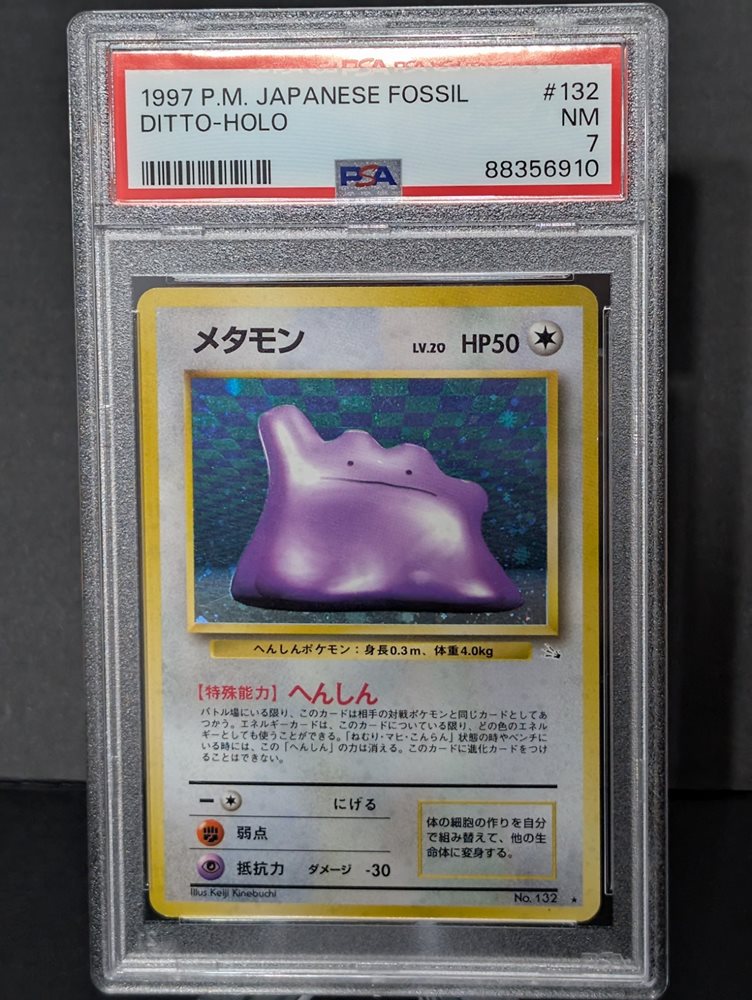 1997 P.M. JAPANESE FOSSIL #132
DITTO-HOLO NM
7
88356910
PSA
メタモン LV.20 HP50
へんしんポケモン：身長0.3m、体重4.0kg
【特殊能力】へんしん
バトル場にいる限り、このカードは相手の対戦ポケモンと同じカードとしてあ
つかう。エネルギーカードは、このカードについている限り、どの色のエネル
ギーとしても使うことができる。「ねむり・マヒ・こんらん」状態の時やベンチに
いる時には、この「へんしん」の力は消える。このカードに進化カードをつけ
ることはできない。
にげる
弱点
抵抗力 ダメージ -30
体の細胞の作りを自分
で組み替えて、他の生
命体に変身する。
Illus Keiji Kinebuchi No. 132 ★